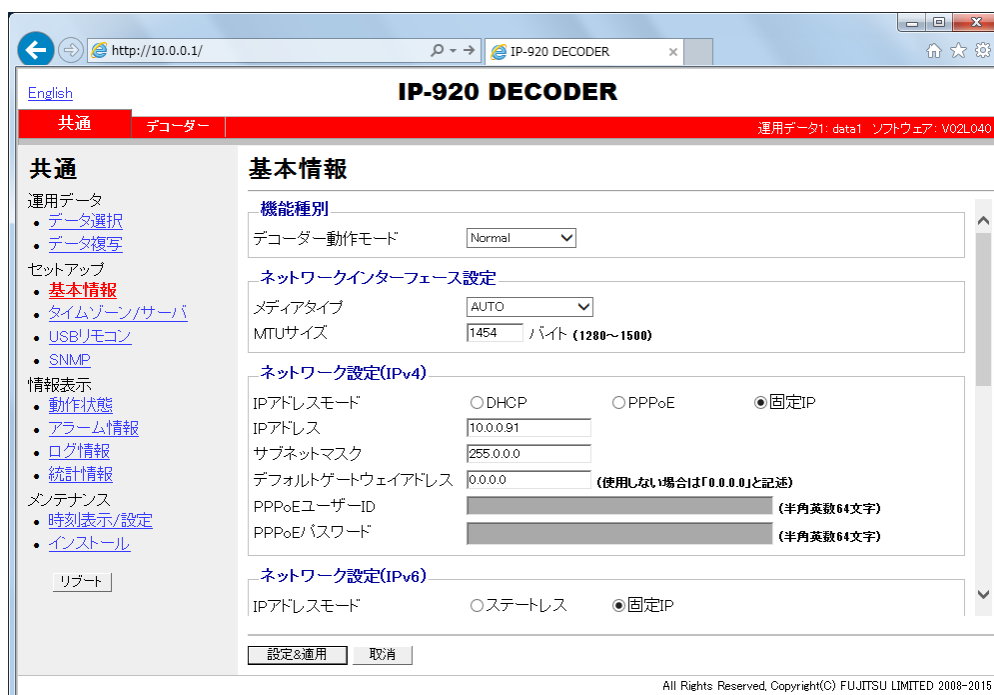 http://10.0.0.1/
IP-920 DECODER
English
IP-920 DECODER
共通 デコーダー 運用データ1: data1 ソフトウェア: V02L040
共通
運用データ
データ選択
データ複写
セットアップ
基本情報
タイムゾーン/サーバ
USBリモコン
SNMP
情報表示
動作状態
アラーム情報
ログ情報
統計情報
メンテナンス
時刻表示/設定
インストール
リブート
基本情報
機能種別
デコーダー動作モード Normal
ネットワークインターフェース設定
メディアタイプ AUTO
MTUサイズ 1454 バイト (1280～1500)
ネットワーク設定(IPv4)
IPアドレスモード DHCP PPPoE 固定IP
IPアドレス 10.0.0.91
サブネットマスク 255.0.0.0
デフォルトゲートウェイアドレス 0.0.0.0 (使用しない場合は「0.0.0.0」と記述)
PPPoEユーザーID (半角英数64文字)
PPPoEパスワード (半角英数64文字)
ネットワーク設定(IPv6)
IPアドレスモード ステートレス 固定IP
設定&適用 取消
All Rights Reserved, Copyright(C) FUJITSU LIMITED 2008-2015